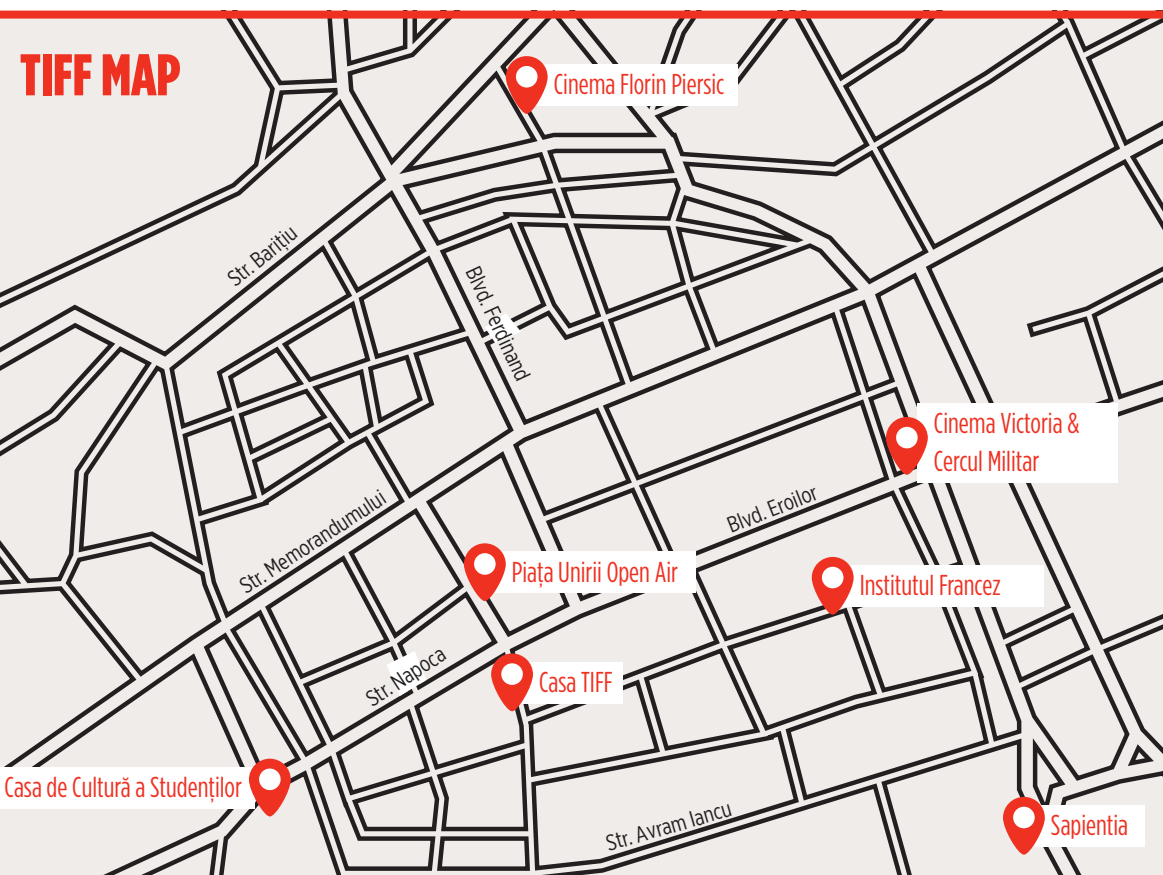 TIFF MAP
Cinema Florin Piersic
Str. Barițiu
Blvd. Ferdinand
Cinema Victoria &
Cercul Militar
Blvd. Eroilor
Str. Memorandumului
Piața Unirii Open Air
Institutul Francez
Str. Napoca
Casa TIFF
Casa de Cultură a Studenților
Str. Avram Iancu
Sapientia